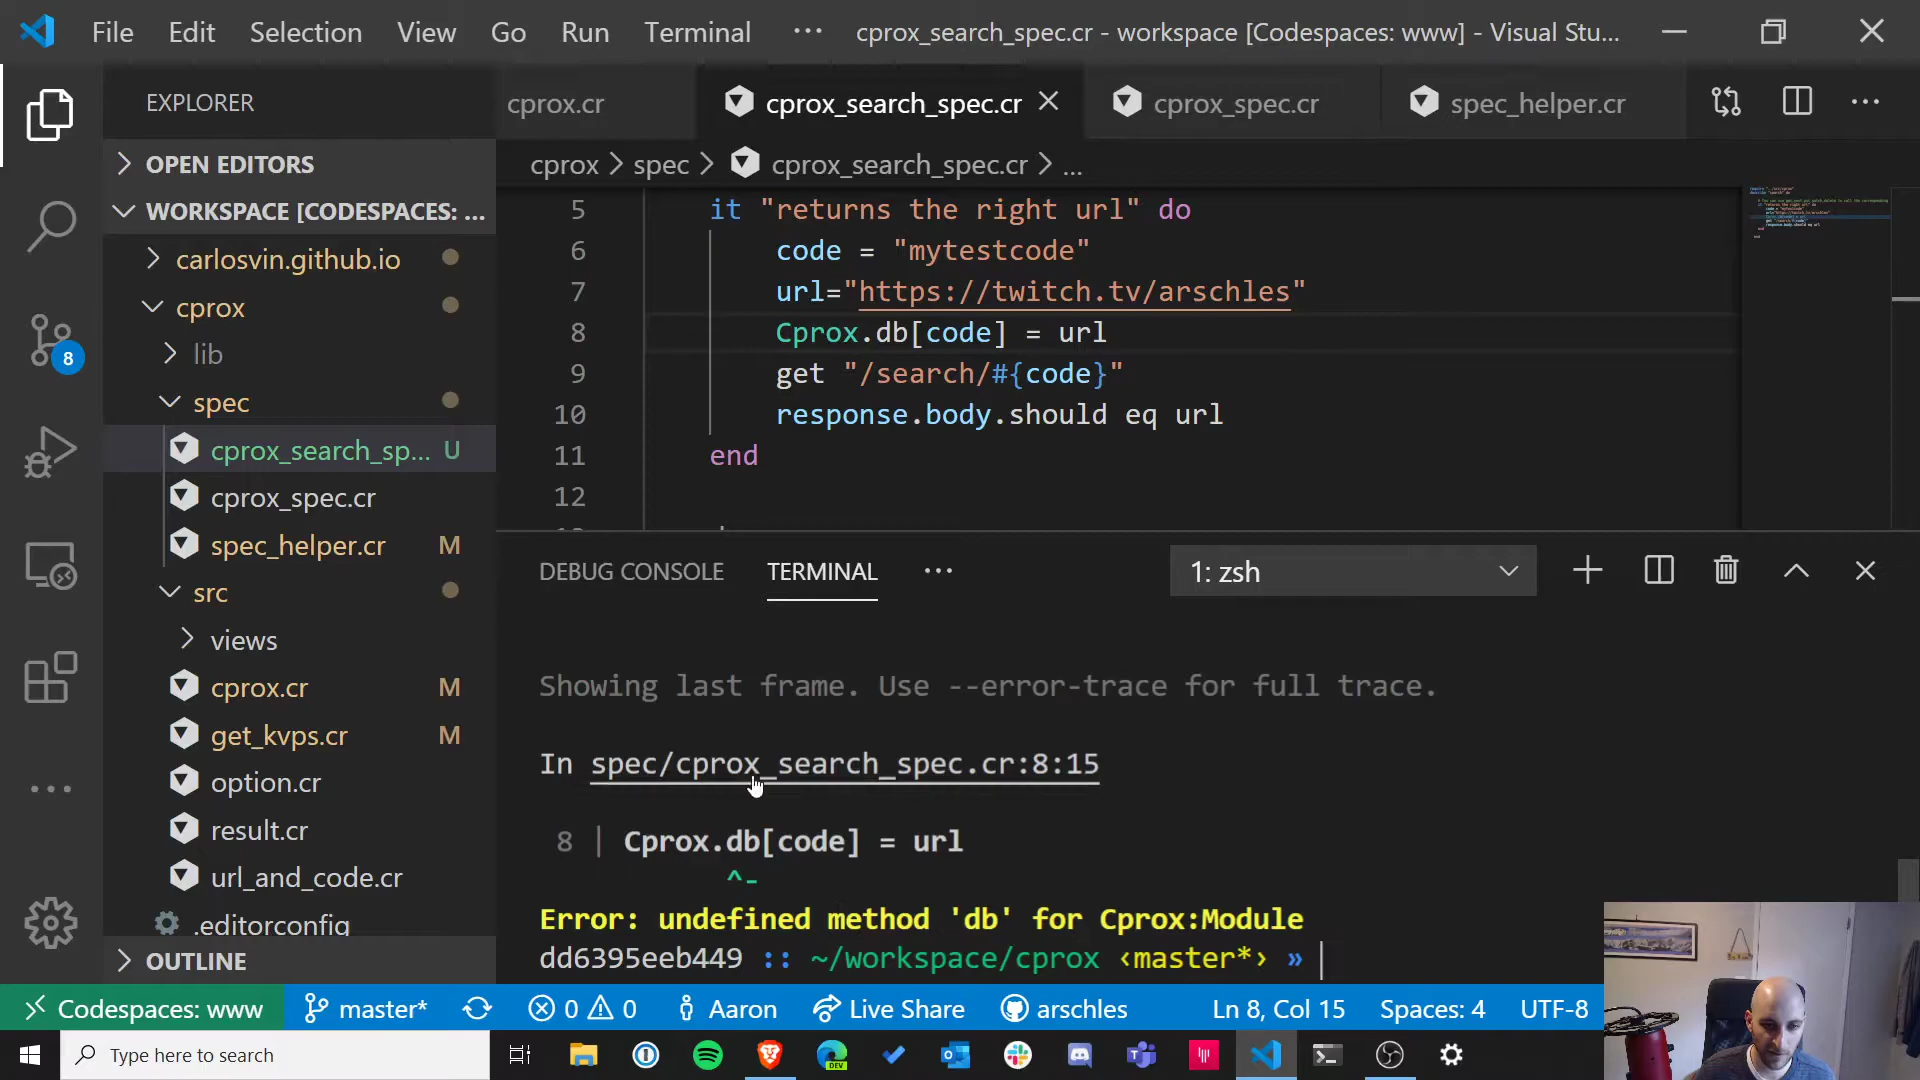 File Edit Selection View Go Run Terminal ··· cprox_search_spec.cr - workspace [Codespaces: www] - Visual Stu...
EXPLORER
cprox.cr
cprox_search_spec.cr
cprox_spec.cr
spec_helper.cr
OPEN EDITORS
WORKSPACE [CODESPACES: ...
carlosvin.github.io
cprox
lib
spec
cprox_search_sp... U
cprox_spec.cr
spec_helper.cr M
src
views
cprox.cr M
get_kvps.cr M
option.cr
result.cr
url_and_code.cr
.editorconfig
OUTLINE
8
cprox > spec > cprox_search_spec.cr > ...
5 it "returns the right url" do
6 code = "mytestcode"
7 url="https://twitch.tv/arschles"
8 Cprox.db[code] = url
9 get "/search/#{code}"
10 response.body.should eq url
11 end
12
DEBUG CONSOLE TERMINAL ··· 1: zsh
Showing last frame. Use --error-trace for full trace.
In spec/cprox_search_spec.cr:8:15
8 | Cprox.db[code] = url
^-
Error: undefined method 'db' for Cprox:Module
dd6395eeb449 :: ~/workspace/cprox ‹master*› »
Codespaces: www master* 0 0 Aaron Live Share arschles Ln 8, Col 15 Spaces: 4 UTF-8
Type here to search
DEV